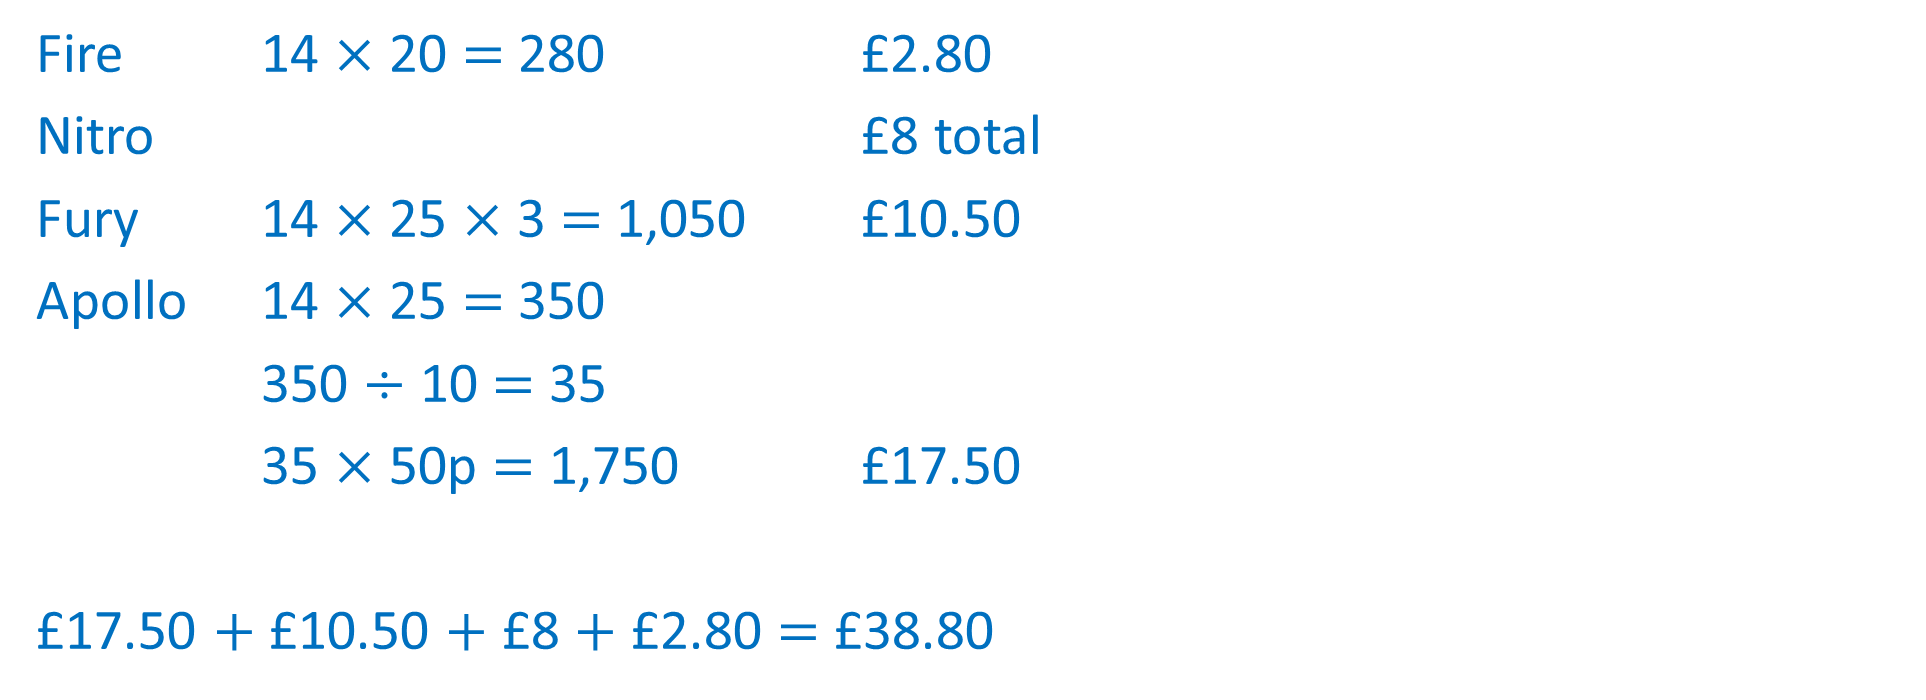 Fire 14 × 20 = 280 £2.80
Nitro £8 total
Fury 14 × 25 × 3 = 1,050 £10.50
Apollo 14 × 25 = 350
350 ÷ 10 = 35
35 × 50p = 1,750 £17.50
£17.50 + £10.50 + £8 + £2.80 = £38.80